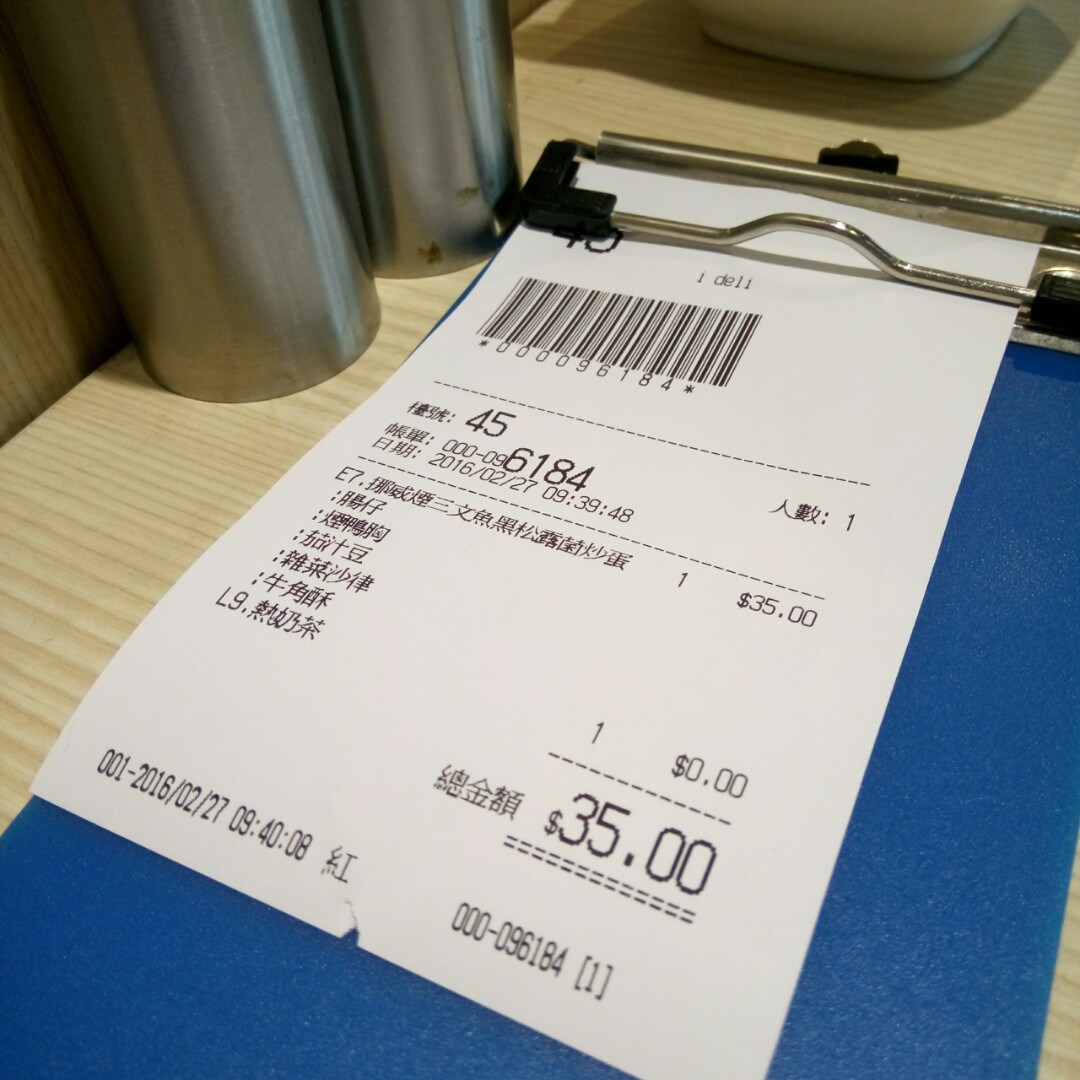 45
i deli
*000096184*
檯號: 45
人數: 1
帳單: 000-096184
日期: 2016/02/27 09:39:48
E7.挪威煙三文魚黑松露菌炒蛋 1 $35.00
:腸仔
:煙鴨胸
:茄汁豆
:雜菜沙律
:牛角酥
L9.熱奶茶 1 $0.00
總金額 $35.00
001-2016/02/27 09:40:08 紅
000-096184 [1]